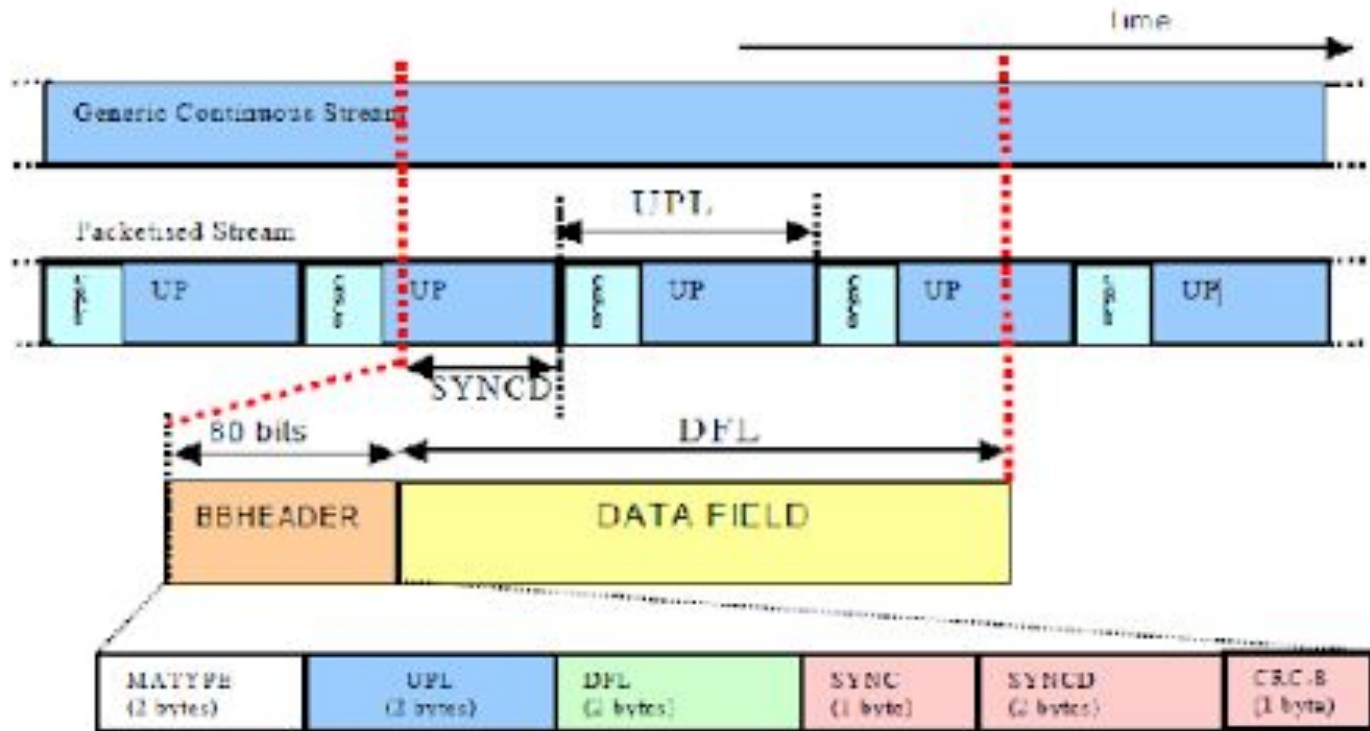 Time
Generic Continuous Stream
UPL
Packetised Stream
UP
UP
UP
UP
UP
SYNCD
80 bits
DFL
BBHEADER
DATA FIELD
MATYPE
(2 bytes)
UPL
(2 bytes)
DFL
(2 bytes)
SYNC
(1 byte)
SYNCD
(2 bytes)
CRC-8
(1 byte)